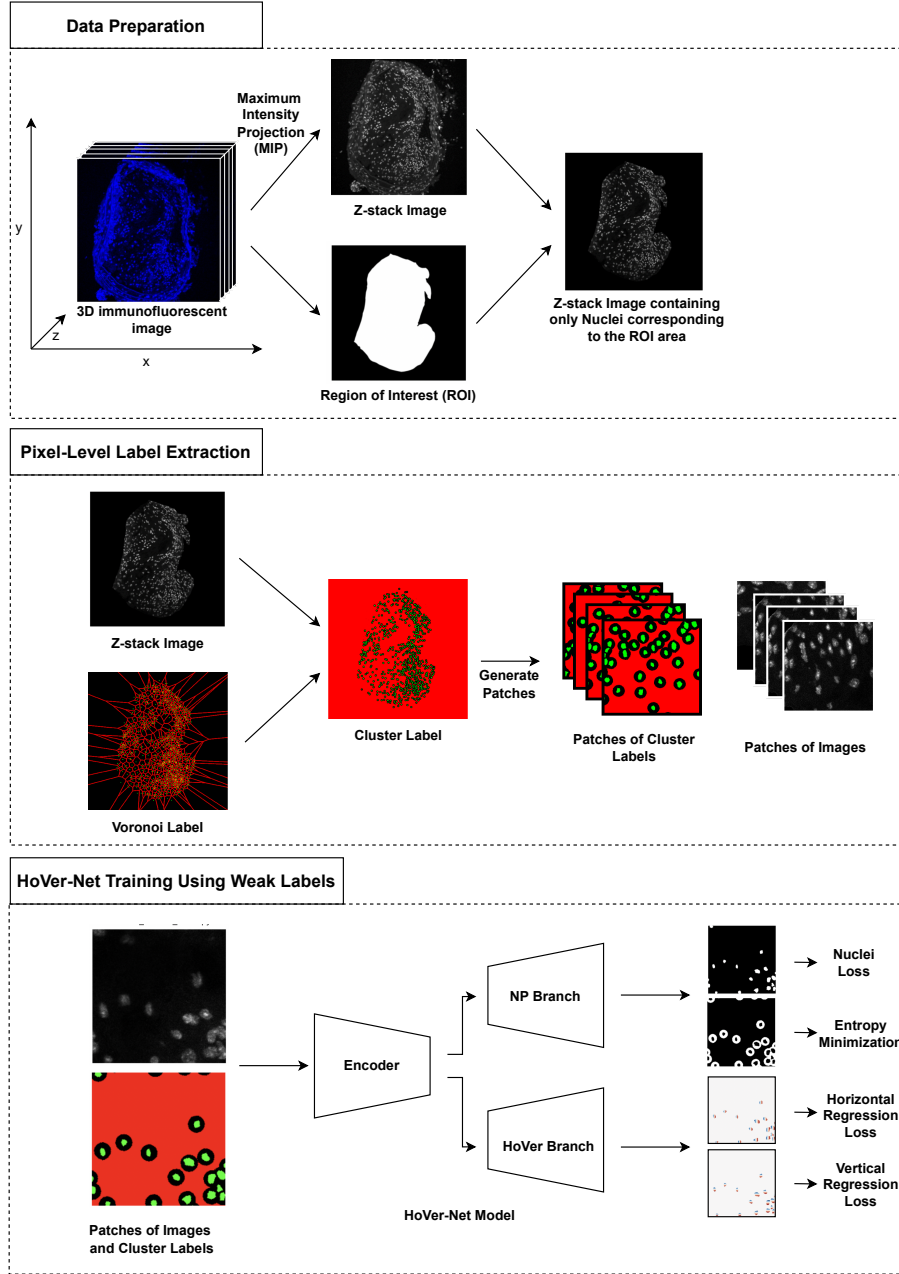 Data Preparation
Maximum
Intensity
Projection
(MIP)
y
z
x
3D immunofluorescent
image
Z-stack Image
Region of Interest (ROI)
Z-stack Image containing
only Nuclei corresponding
to the ROI area
Pixel-Level Label Extraction
Z-stack Image
Voronoi Label
Cluster Label
Generate
Patches
Patches of Cluster
Labels
Patches of Images
HoVer-Net Training Using Weak Labels
Patches of Images
and Cluster Labels
Encoder
NP Branch
HoVer Branch
HoVer-Net Model
Nuclei
Loss
Entropy
Minimization
Horizontal
Regression
Loss
Vertical
Regression
Loss